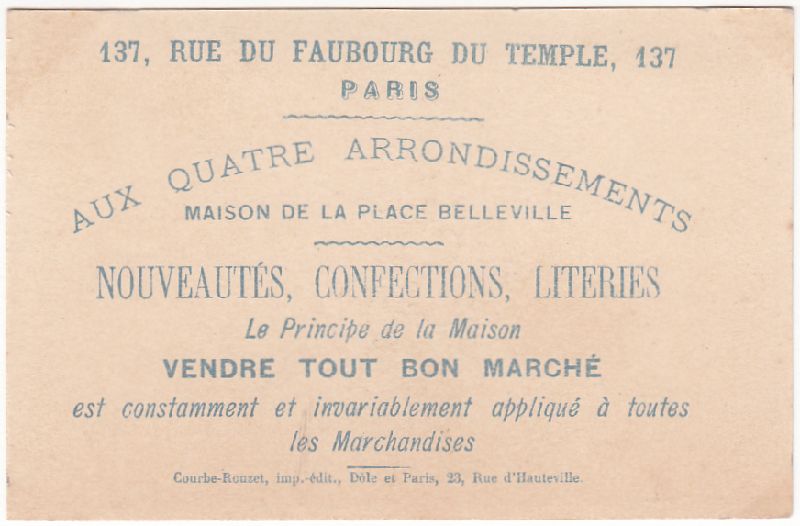 137, RUE DU FAUBOURG DU TEMPLE, 137
PARIS
AUX QUATRE ARRONDISSEMENTS
MAISON DE LA PLACE BELLEVILLE
NOUVEAUTÉS, CONFECTIONS, LITERIES
Le Principe de la Maison
VENDRE TOUT BON MARCHÉ
est constamment et invariablement appliqué à toutes
les Marchandises
Courbe-Rouzet, imp.-édit., Dôle et Paris, 23, Rue d'Hauteville.